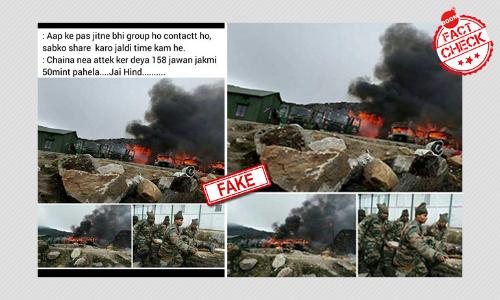 : Aap ke pas jitne bhi group ho contactt ho,
sabko share karo jaldi time kam he.
: Chaina nea attek ker deya 158 jawan jakmi
50mint pahela....Jai Hind..........
BOOM
FACT
CHECK
FAKE